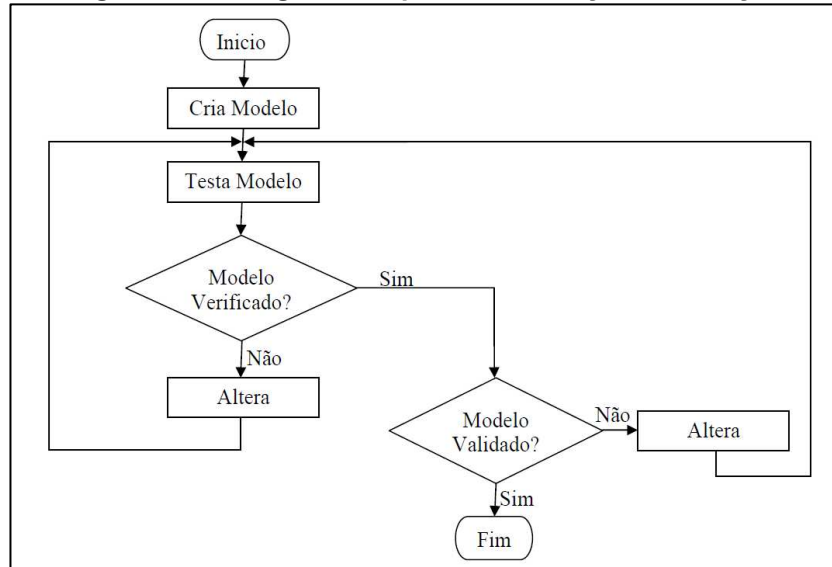 Inicio
Cria Modelo
Testa Modelo
Modelo
Verificado?
Sim
Não
Altera
Modelo
Validado?
Não
Altera
Sim
Fim